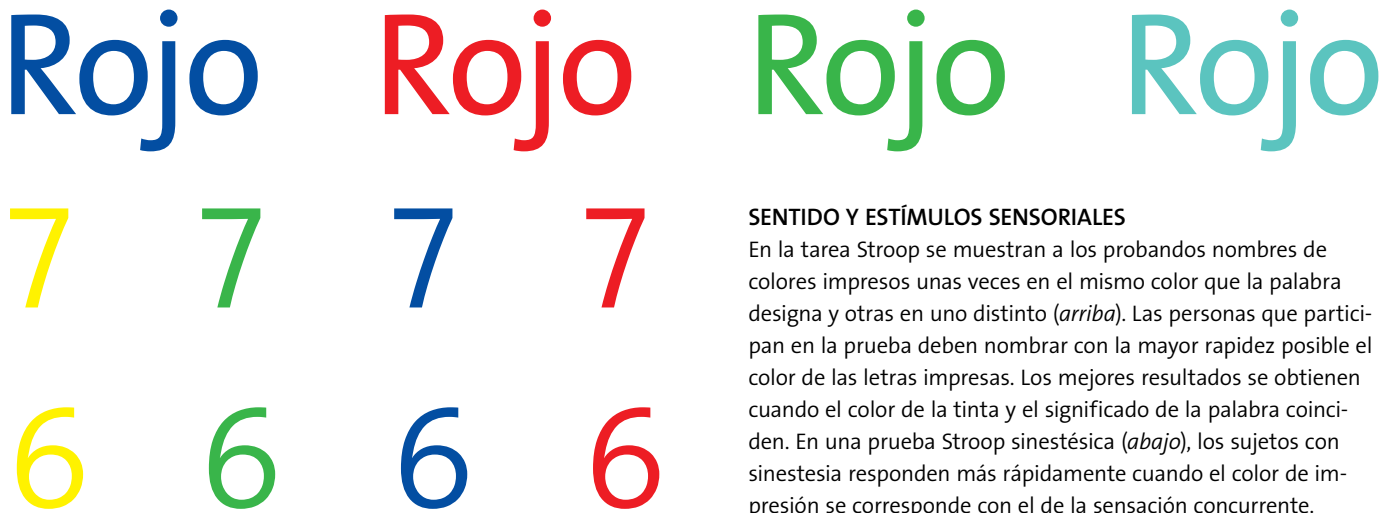 Rojo Rojo Rojo Rojo
7 7 7 7
6 6 6 6
SENTIDO Y ESTÍMULOS SENSORIALES
En la tarea Stroop se muestran a los probandos nombres de
colores impresos unas veces en el mismo color que la palabra
designa y otras en uno distinto (arriba). Las personas que partici-
pan en la prueba deben nombrar con la mayor rapidez posible el
color de las letras impresas. Los mejores resultados se obtienen
cuando el color de la tinta y el significado de la palabra coinci-
den. En una prueba Stroop sinestésica (abajo), los sujetos con
sinestesia responden más rápidamente cuando el color de im-
presión se corresponde con el de la sensación concurrente.